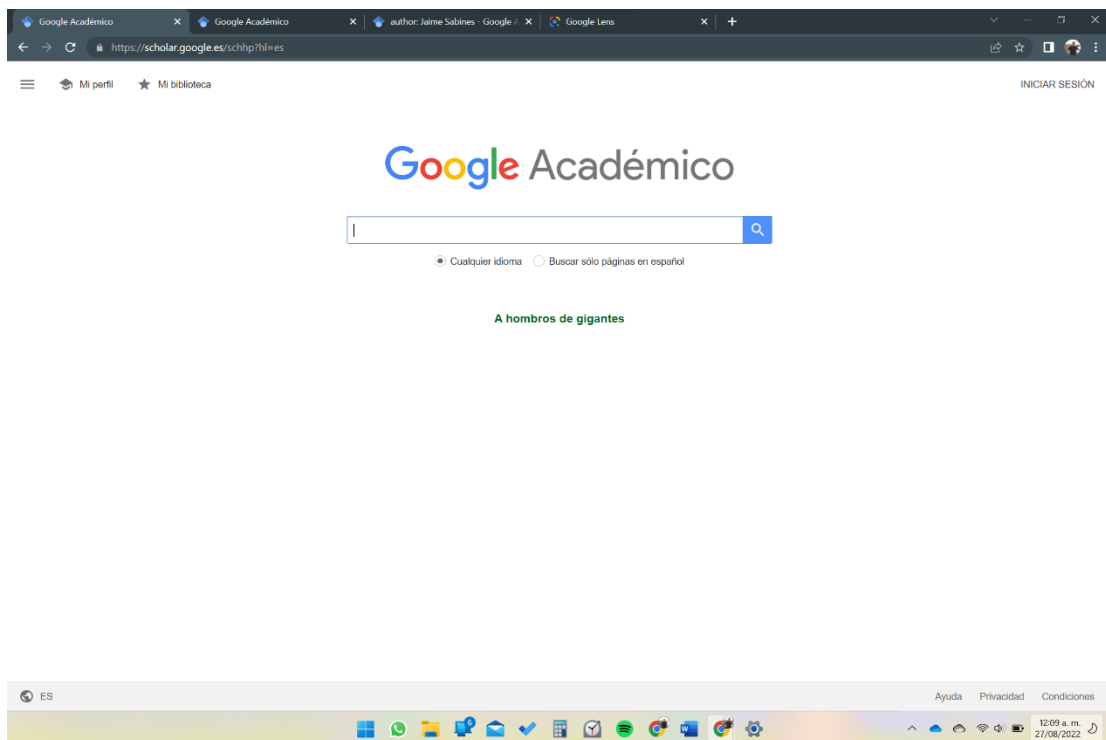 Google Académico
Google Académico
author: Jaime Sabines - Google A
Google Lens
https://scholar.google.es/schhp?hl=es
Mi perfil
Mi biblioteca
INICIAR SESIÓN
Google Académico
Cualquier idioma
Buscar sólo páginas en español
A hombros de gigantes
ES
Ayuda
Privacidad
Condiciones
6
12:09 a. m.
27/08/2022